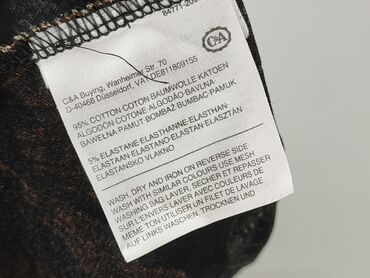 84771-200
C&A
C&A Buying, Wanheimer Str. 70
D-40468 Düsseldorf, VAT:DE811809155
95% COTTON COTON BAUMWOLLE·KATOEN·
ALGODÓN COTONE ALGODÃO BAVLNA·
BAWEŁNA·PAMUT BOMBAŽ·BUMBAC·PAMUK
5% ELASTANE·ELASTHANNE·ELASTHAN·
ELASTAAN ELASTANO ELASTAN·ELASZTÁN·
ELASTANSKO VLAKNO
WASH, DRY AND IRON ON REVERSE SIDE
WASH WITH SIMILAR COLOURS·USE MESH
WASHING BAG LAVER, SECHER ET REPASSER
SUR L'ENVERS LAVER AVEC COULEURS DE
MEME TON·UTILISER UN FILET DE LAVAGE
AUF LINKS WASCHEN, TROCKNEN UND